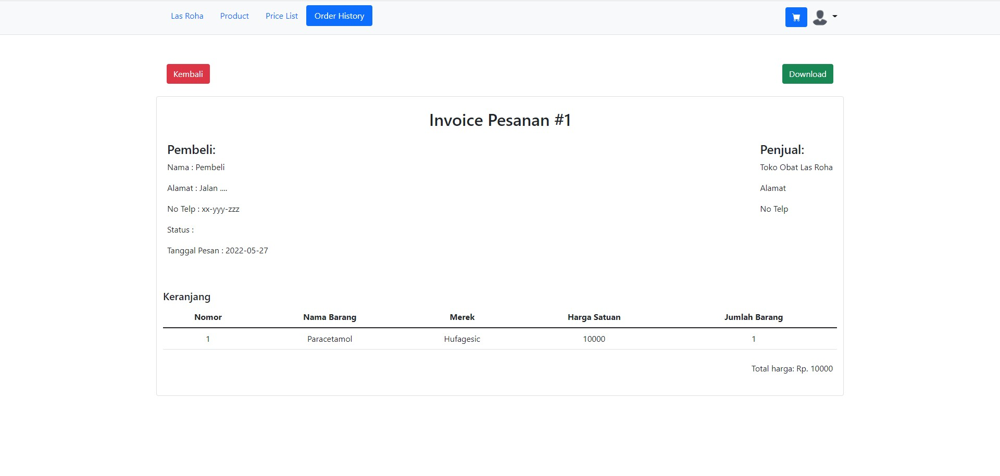 Las Roha Product Price List Order History
Kembali Download
Invoice Pesanan #1
Pembeli: Penjual:
Nama : Pembeli Toko Obat Las Roha
Alamat : Jalan .... Alamat
No Telp : xx-yyy-zzz No Telp
Status :
Tanggal Pesan : 2022-05-27
Keranjang
Nomor Nama Barang Merek Harga Satuan Jumlah Barang
1 Paracetamol Hufagesic 10000 1
Total harga: Rp. 10000